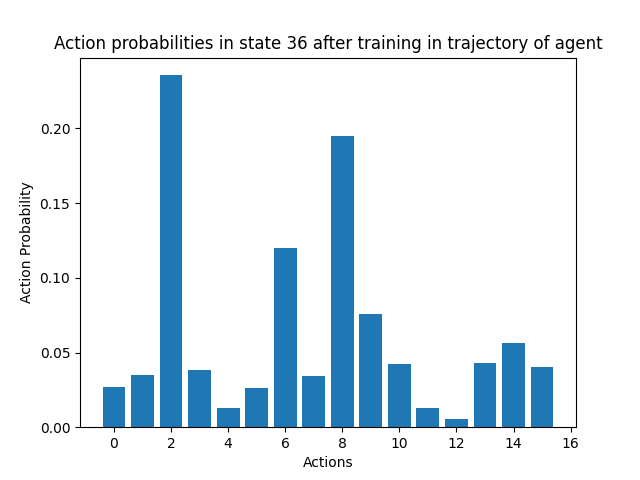 Action probabilities in state 36 after training in trajectory of agent
Action Probability
0.20
0.15
0.10
0.05
0.00
0 2 4 6 8 10 12 14 16
Actions